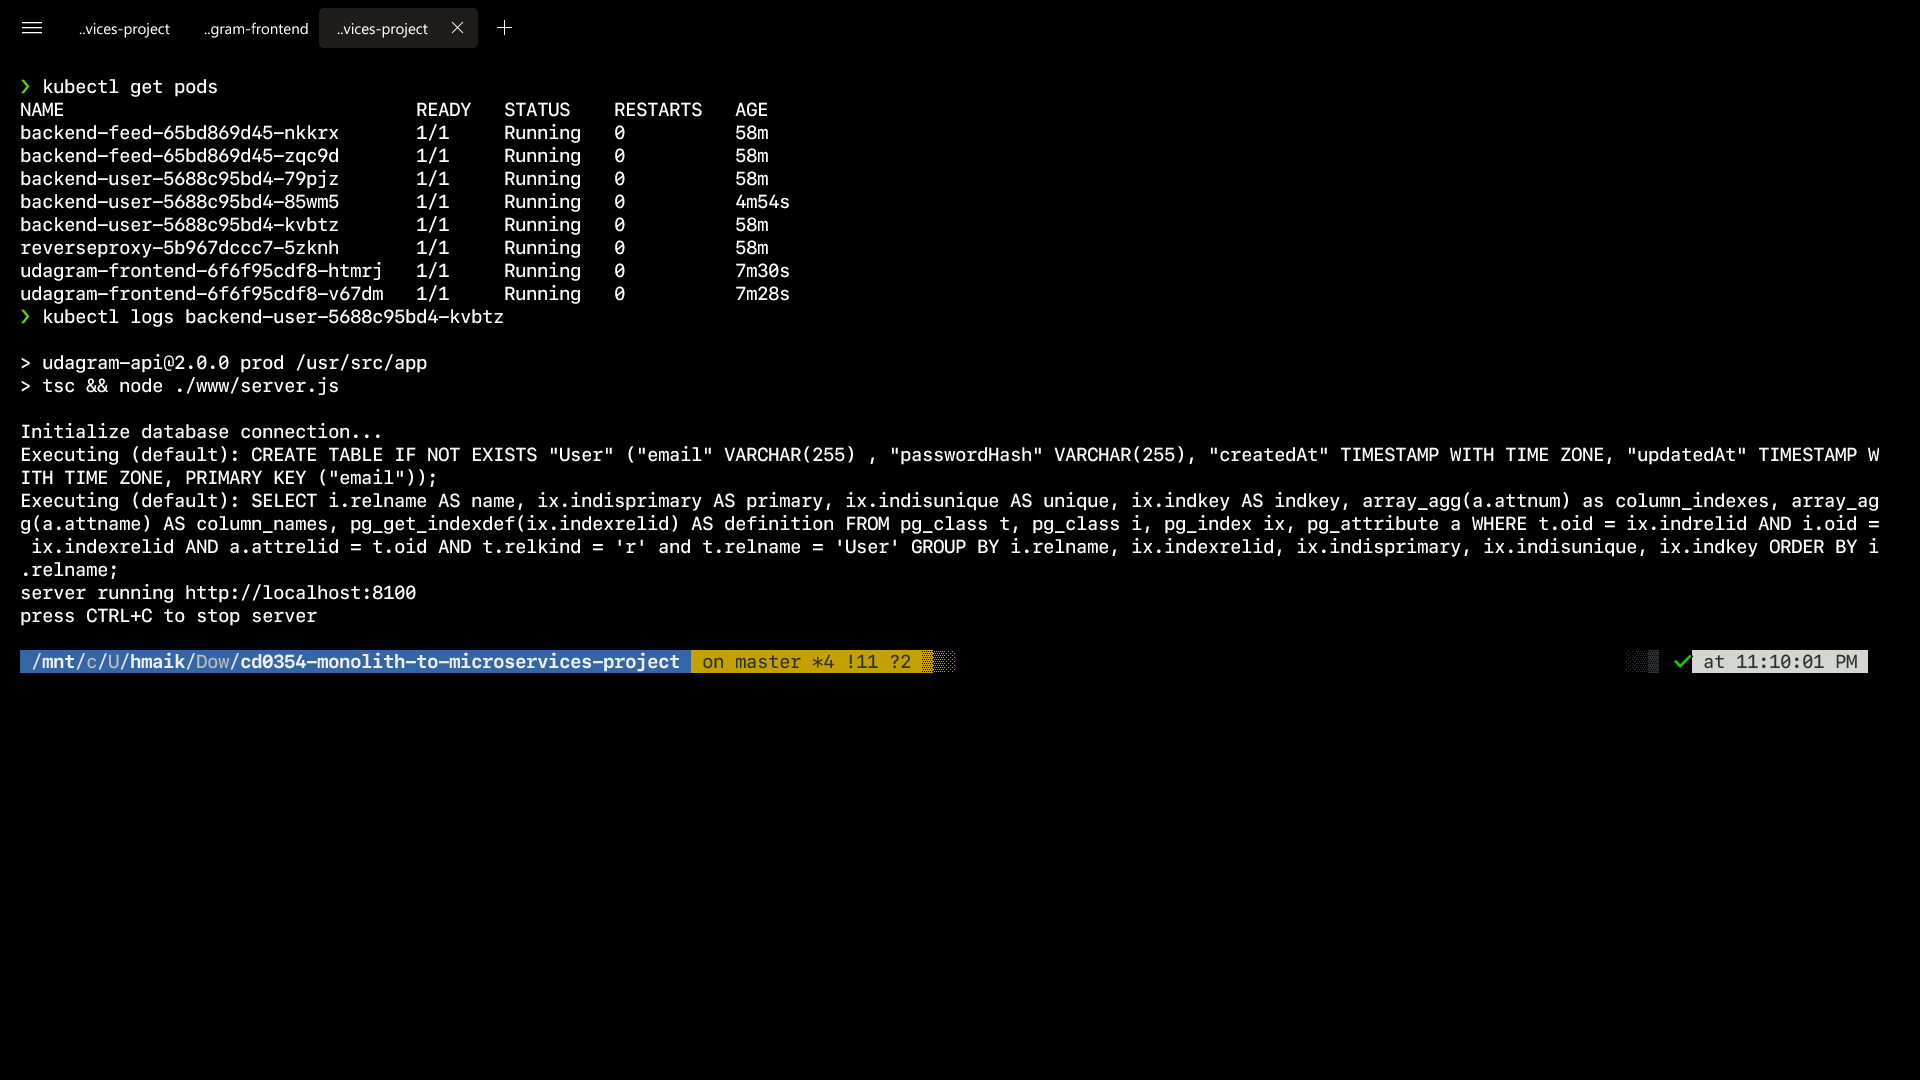 ..vices-project ..gram-frontend ..vices-project
❯ kubectl get pods
NAME READY STATUS RESTARTS AGE
backend-feed-65bd869d45-nkkrx 1/1 Running 0 58m
backend-feed-65bd869d45-zqc9d 1/1 Running 0 58m
backend-user-5688c95bd4-79pjz 1/1 Running 0 58m
backend-user-5688c95bd4-85wm5 1/1 Running 0 4m54s
backend-user-5688c95bd4-kvbtz 1/1 Running 0 58m
reverseproxy-5b967dccc7-5zknh 1/1 Running 0 58m
udagram-frontend-6f6f95cdf8-htmrj 1/1 Running 0 7m30s
udagram-frontend-6f6f95cdf8-v67dm 1/1 Running 0 7m28s
❯ kubectl logs backend-user-5688c95bd4-kvbtz
> udagram-api@2.0.0 prod /usr/src/app
> tsc && node ./www/server.js
Initialize database connection...
Executing (default): CREATE TABLE IF NOT EXISTS "User" ("email" VARCHAR(255) , "passwordHash" VARCHAR(255), "createdAt" TIMESTAMP WITH TIME ZONE, "updatedAt" TIMESTAMP W
ITH TIME ZONE, PRIMARY KEY ("email"));
Executing (default): SELECT i.relname AS name, ix.indisprimary AS primary, ix.indisunique AS unique, ix.indkey AS indkey, array_agg(a.attnum) as column_indexes, array_ag
g(a.attname) AS column_names, pg_get_indexdef(ix.indexrelid) AS definition FROM pg_class t, pg_class i, pg_index ix, pg_attribute a WHERE t.oid = ix.indrelid AND i.oid =
ix.indexrelid AND a.attrelid = t.oid AND t.relkind = 'r' and t.relname = 'User' GROUP BY i.relname, ix.indexrelid, ix.indisprimary, ix.indisunique, ix.indkey ORDER BY i
.relname;
server running http://localhost:8100
press CTRL+C to stop server
/mnt/c/U/hmaik/Dow/cd0354-monolith-to-microservices-project on master *4 !11 ?2 ✓ at 11:10:01 PM